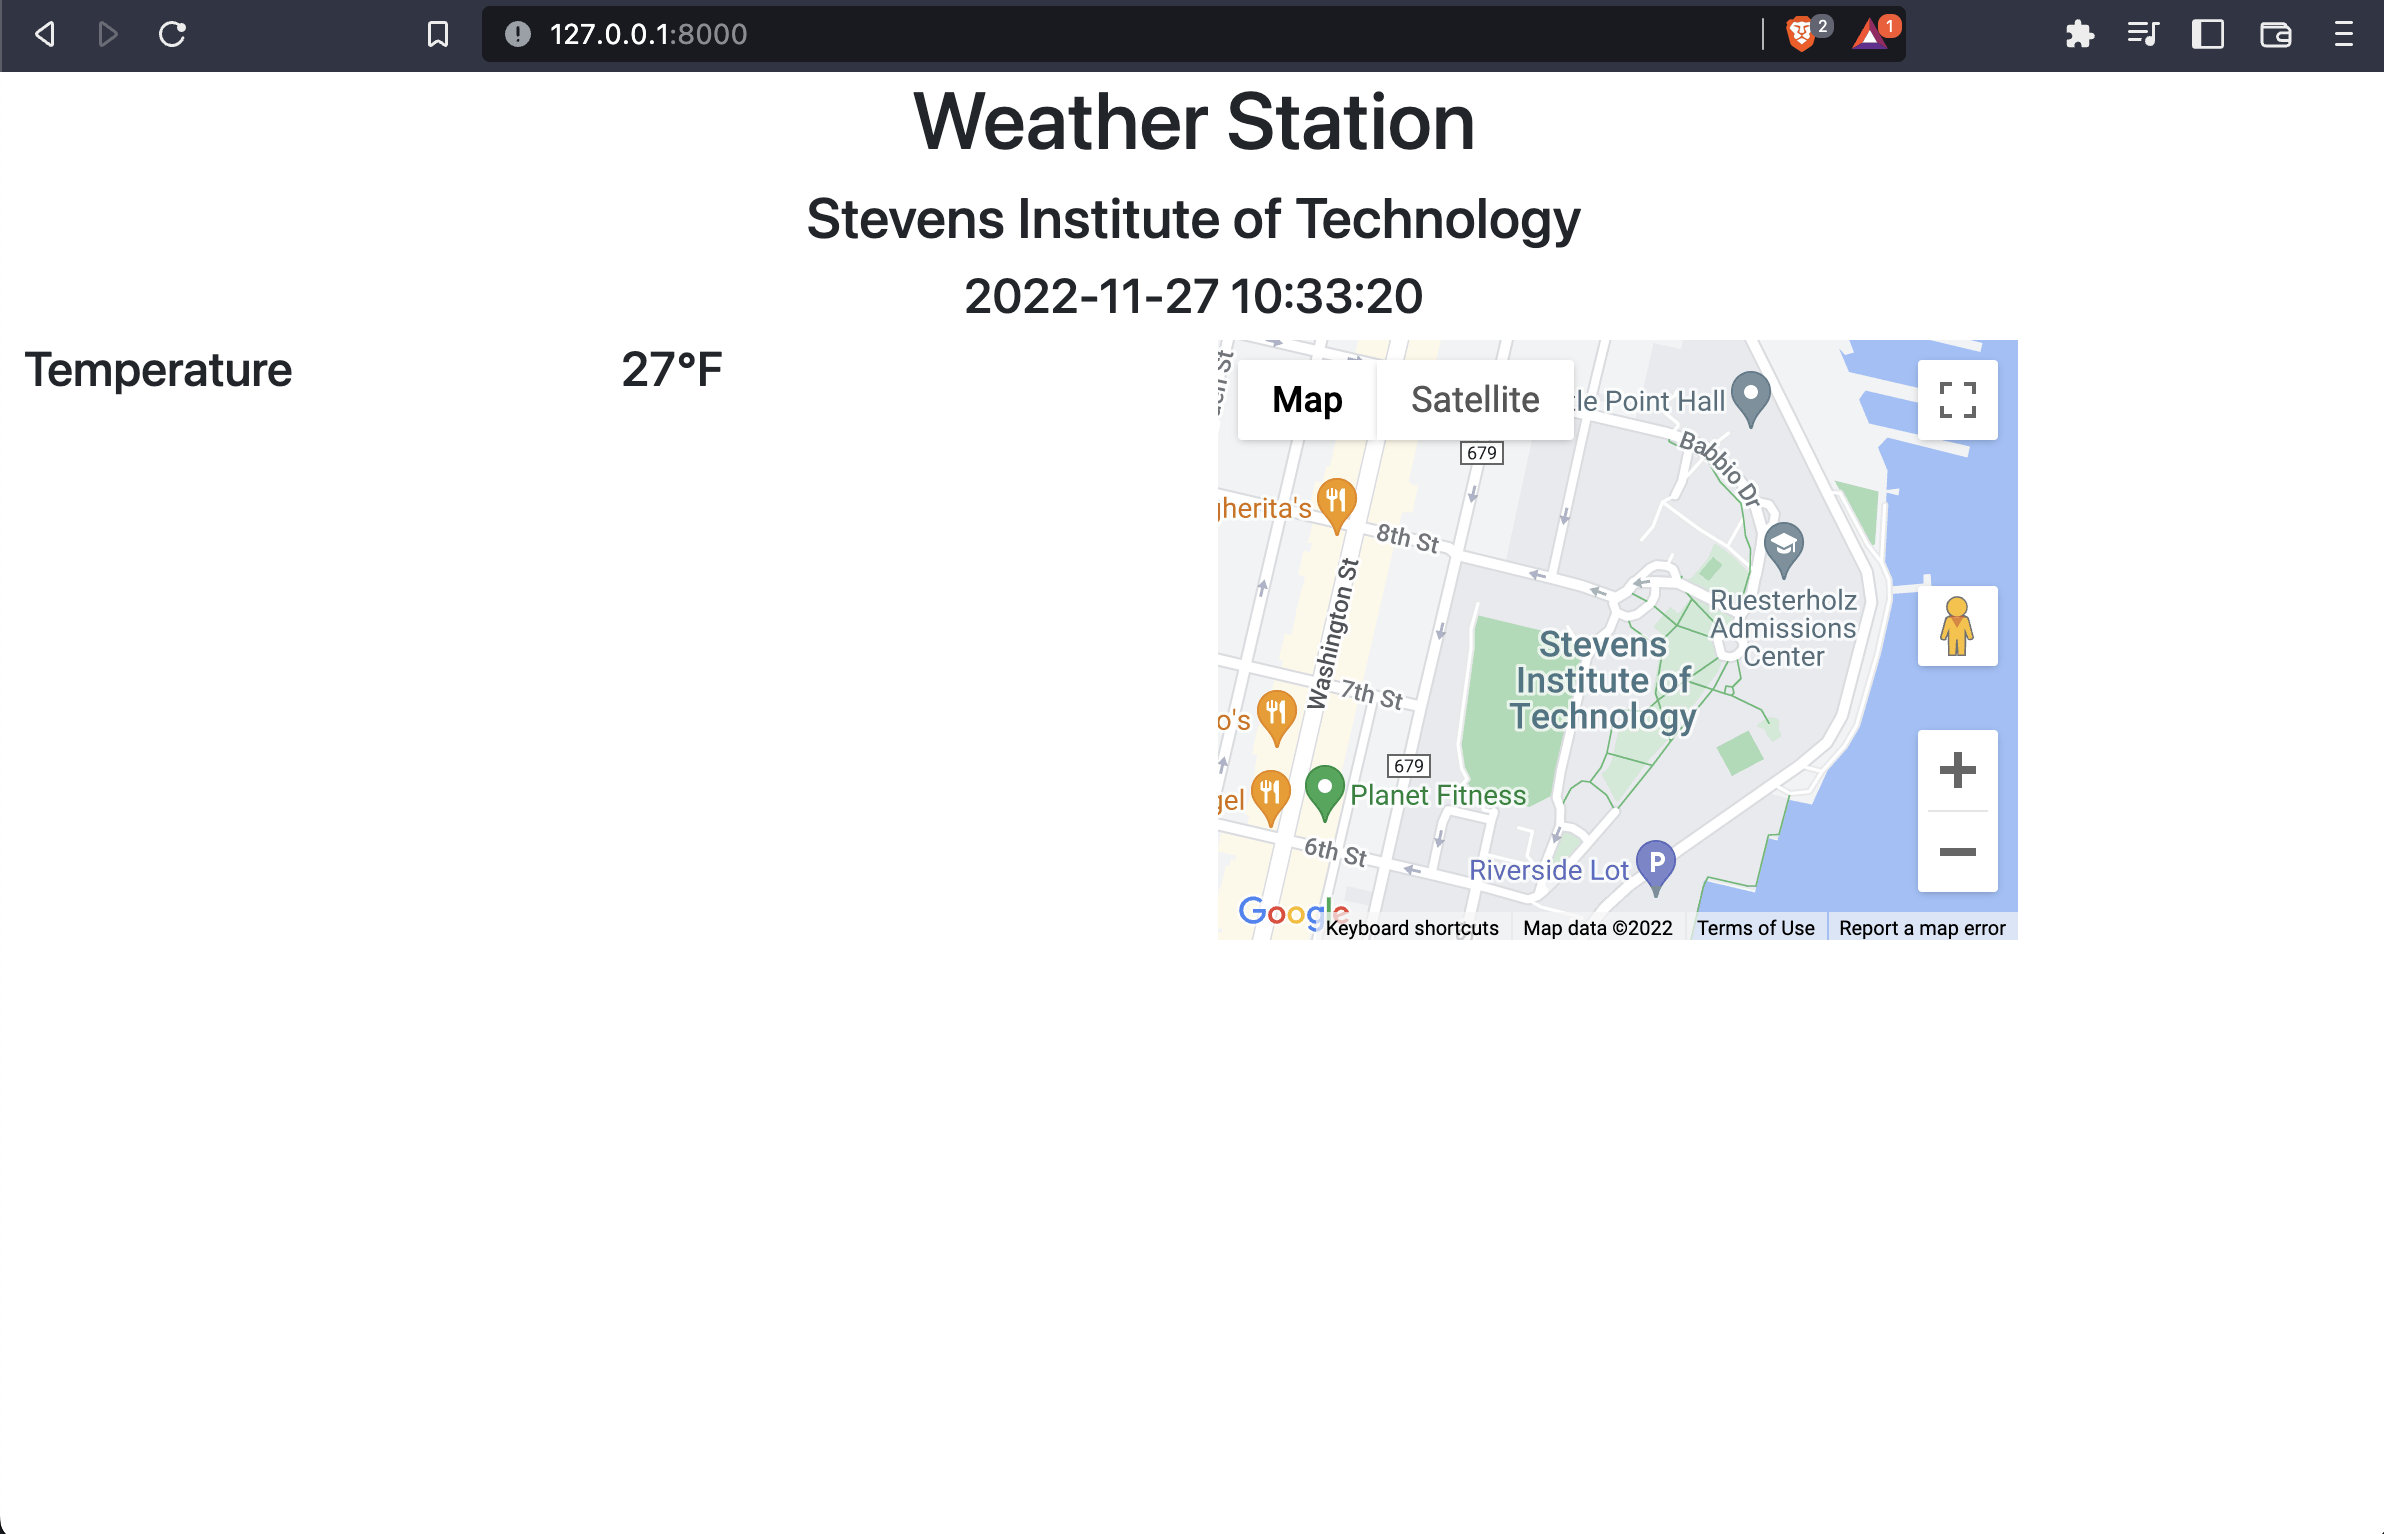 127.0.0.1:8000
2
1
Weather Station
Stevens Institute of Technology
2022-11-27 10:33:20
Temperature
27°F
Map
Satellite
Point Hall
679
Babbio Dr
8th St
Washington St
Ruesterholz
Admissions
Center
Stevens
Institute of
Technology
7th St
679
Planet Fitness
6th St
Riverside Lot
P
Google
Keyboard shortcuts
Map data ©2022
Terms of Use
Report a map error